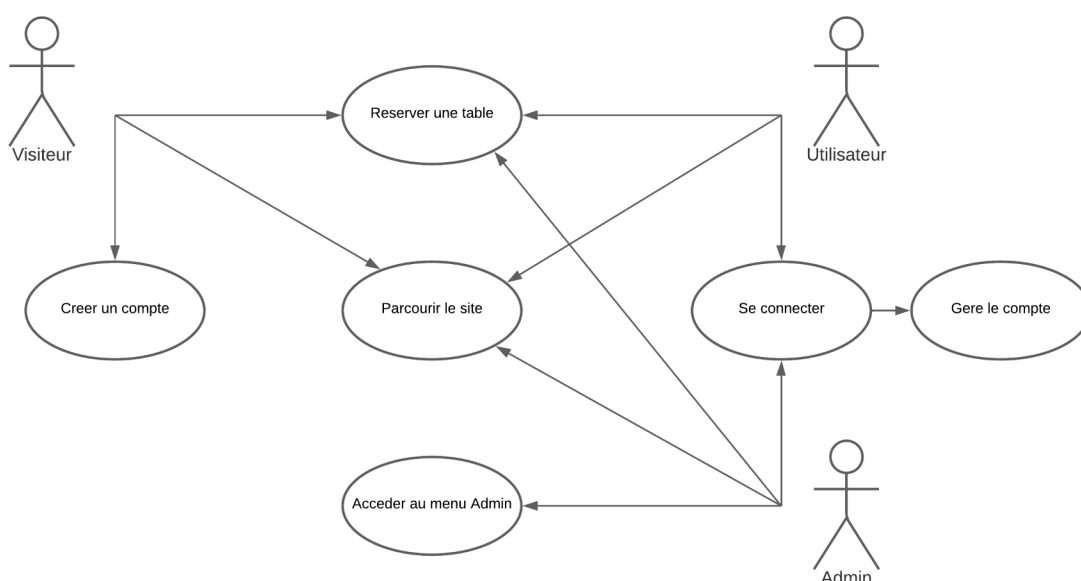 Reserver une table
Visiteur
Utilisateur
Creer un compte
Parcourir le site
Se connecter
Gere le compte
Acceder au menu Admin
Admin